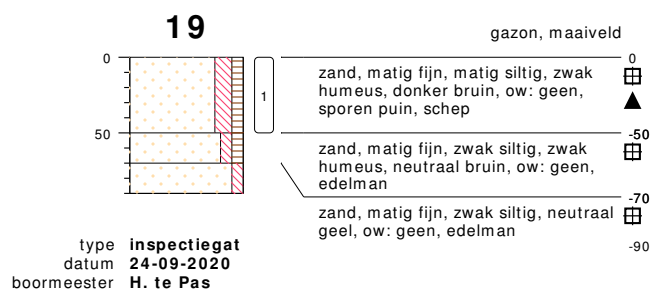 19
gazon, maaiveld
0
0
zand, matig fijn, matig siltig, zwak
humeus, donker bruin, ow: geen,
sporen puin, schep
1
50
-50
zand, matig fijn, zwak siltig, zwak
humeus, neutraal bruin, ow: geen,
edelman
-70
zand, matig fijn, zwak siltig, neutraal
geel, ow: geen, edelman
-90
type inspectiegat
datum 24-09-2020
boormeester H. te Pas